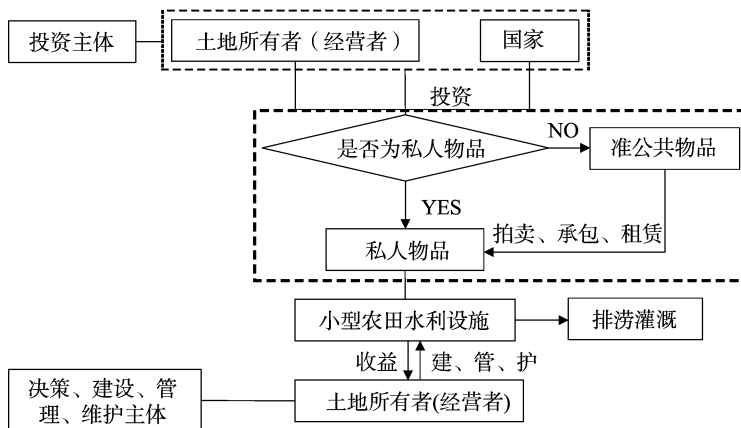 投资主体
土地所有者（经营者）
国家
投资
是否为私人物品
NO
准公共物品
YES
拍卖、承包、租赁
私人物品
小型农田水利设施
排涝灌溉
收益
建、管、护
决策、建设、管
理、维护主体
土地所有者(经营者)